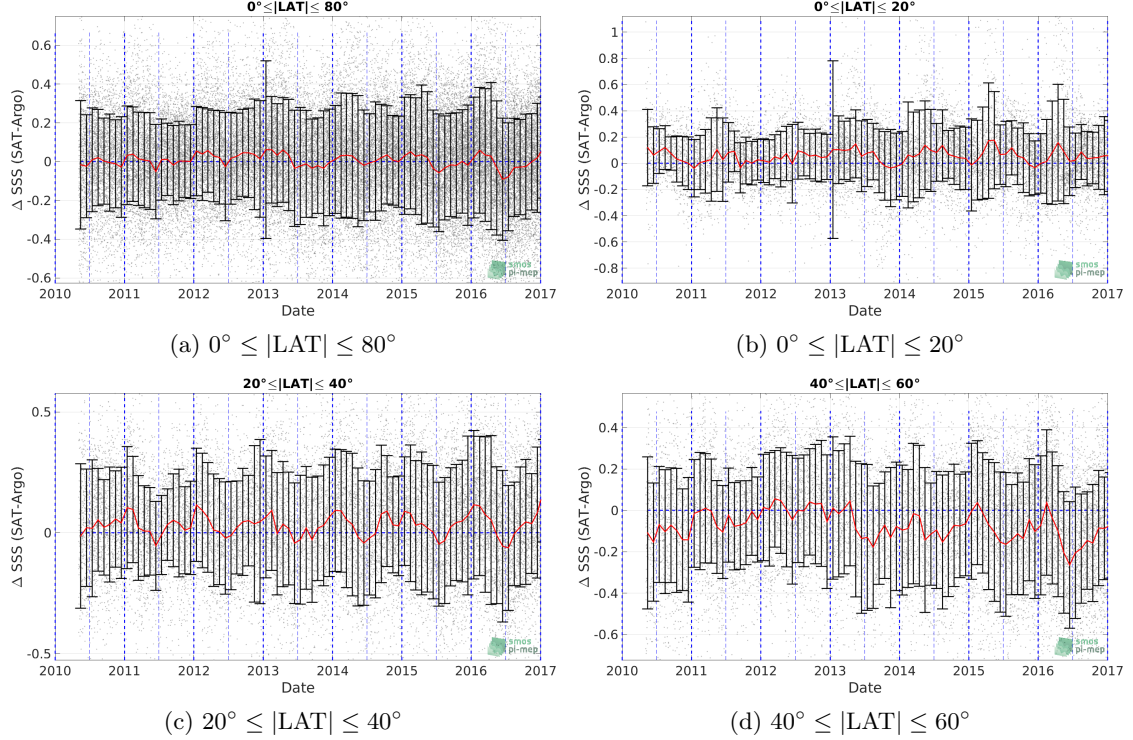 0°≤|LAT|≤ 80°
0.6
0.4
0.2
0
-0.2
-0.4
-0.6
Δ SSS (SAT-Argo)
2010 2011 2012 2013 2014 2015 2016 2017
Date
smos
pi-mep
(a) 0° ≤ |LAT| ≤ 80°
0°≤|LAT|≤ 20°
1
0.8
0.6
0.4
0.2
0
-0.2
-0.4
-0.6
-0.8
Δ SSS (SAT-Argo)
2010 2011 2012 2013 2014 2015 2016 2017
Date
smos
pi-mep
(b) 0° ≤ |LAT| ≤ 20°
20°≤|LAT|≤ 40°
0.5
0
-0.5
Δ SSS (SAT-Argo)
2010 2011 2012 2013 2014 2015 2016 2017
Date
smos
pi-mep
(c) 20° ≤ |LAT| ≤ 40°
40°≤|LAT|≤ 60°
0.4
0.2
0
-0.2
-0.4
-0.6
Δ SSS (SAT-Argo)
2010 2011 2012 2013 2014 2015 2016 2017
Date
smos
pi-mep
(d) 40° ≤ |LAT| ≤ 60°